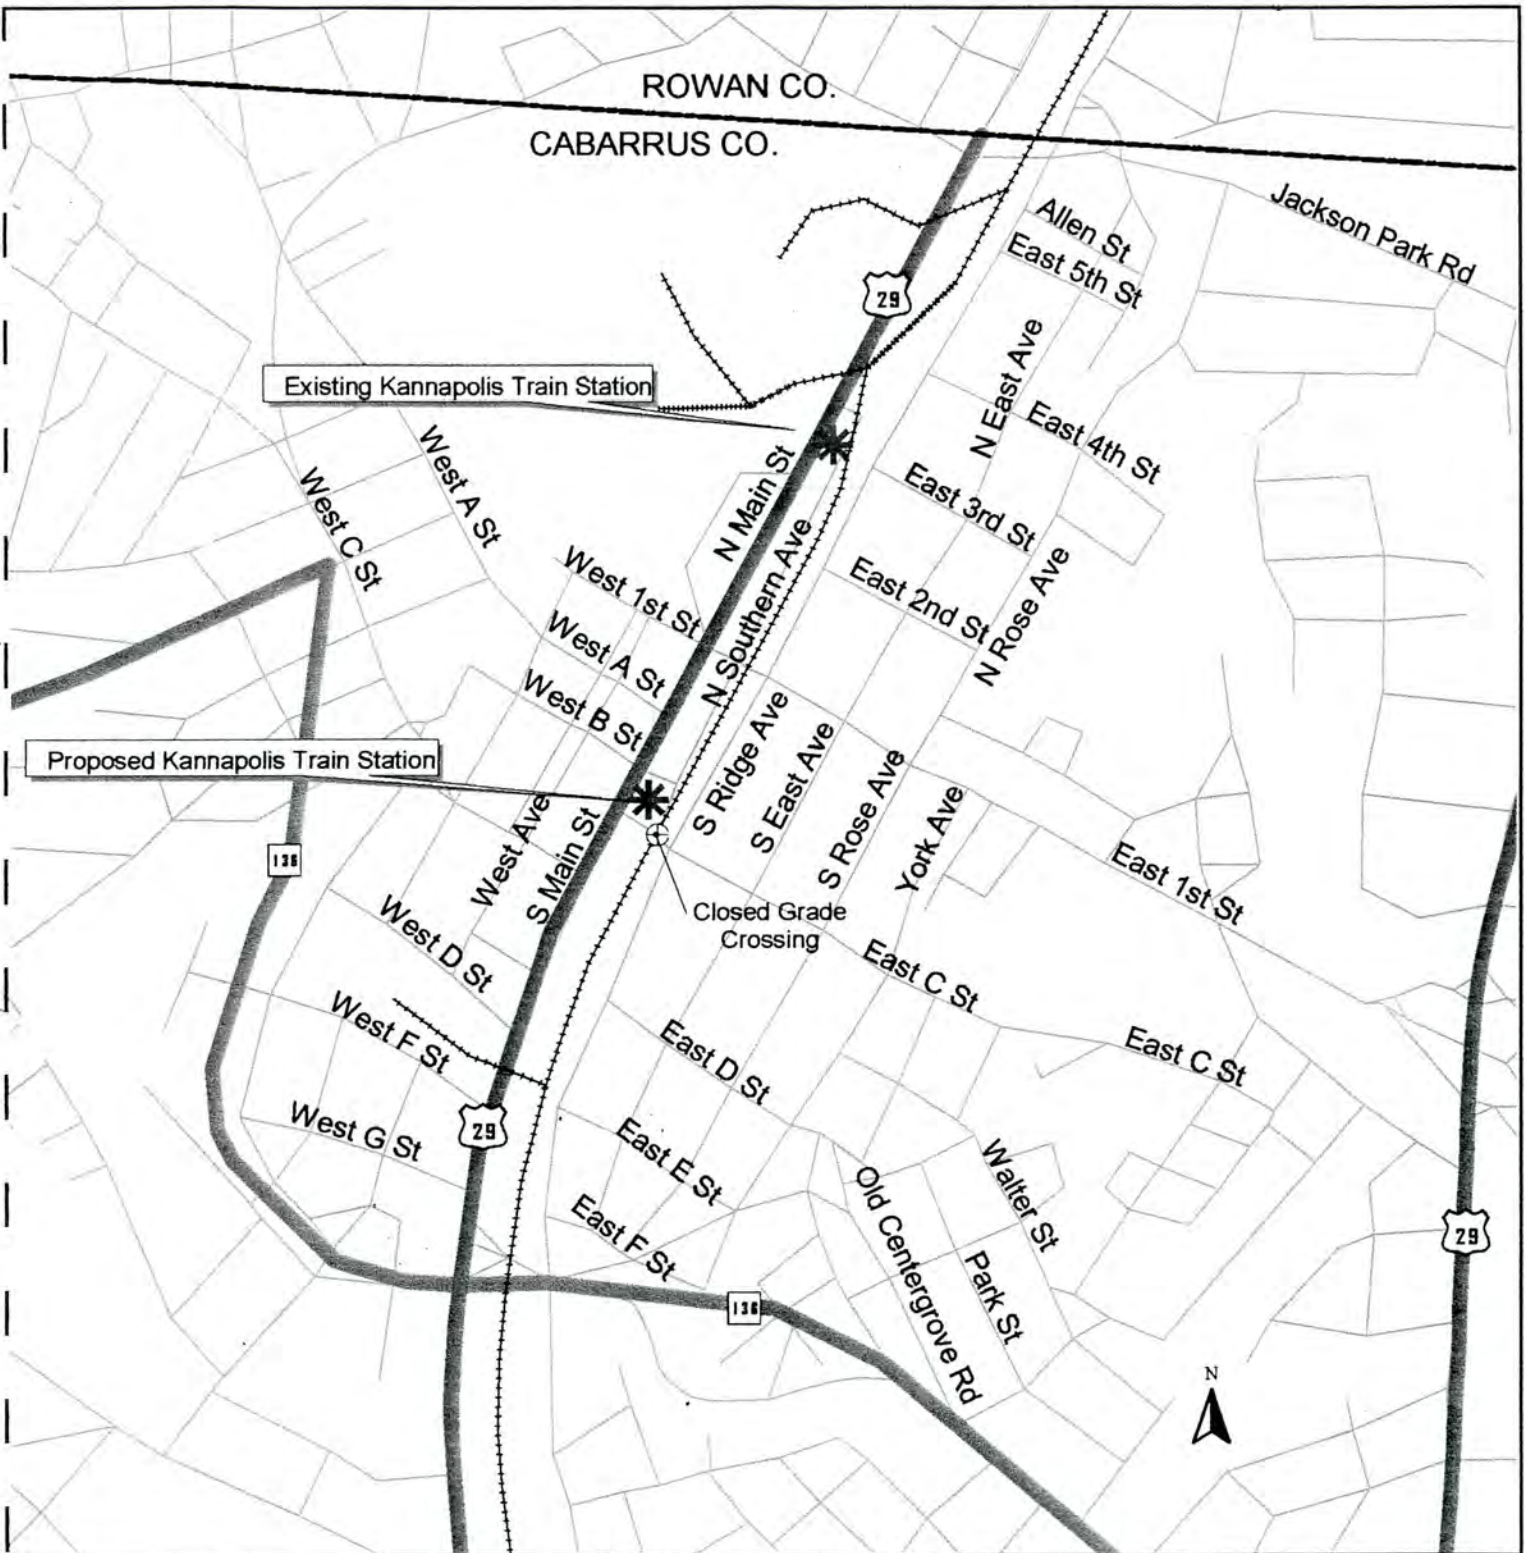 ROWAN CO.
CABARRUS CO.
Jackson Park Rd
Allen St
East 5th St
29
N East Ave
Existing Kannapolis Train Station
East 4th St
West A St
N Main St
West C St
East 3rd St
N Southern Ave
West 1st St
East 2nd St
N Rose Ave
West A St
West B St
S Ridge Ave
S East Ave
Proposed Kannapolis Train Station
S Rose Ave
York Ave
West Ave
S Main St
136
East 1st St
West D St
Closed Grade
Crossing
East C St
West F St
East D St
East C St
29
West G St
East E St
Walter St
Old Centergrove Rd
East F St
Park St
29
136
N